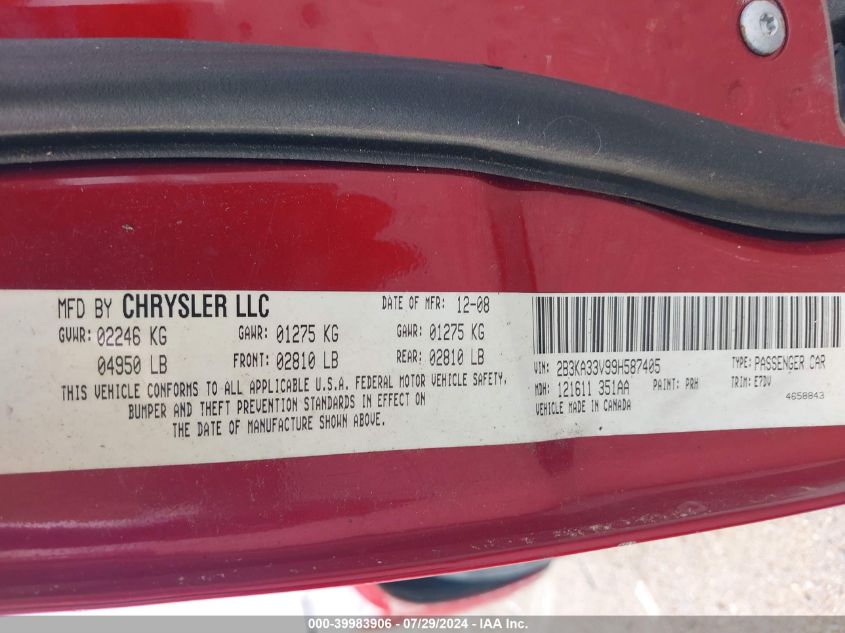 MFD BY CHRYSLER LLC DATE OF MFR: 12-08
GVWR: 02246 KG GAWR: 01275 KG GAWR: 01275 KG
04950 LB FRONT: 02810 LB REAR: 02810 LB
THIS VEHICLE CONFORMS TO ALL APPLICABLE U.S.A. FEDERAL MOTOR VEHICLE SAFETY,
BUMPER AND THEFT PREVENTION STANDARDS IN EFFECT ON
THE DATE OF MANUFACTURE SHOWN ABOVE.
VIN: 2B3KA33V99H587405 TYPE: PASSENGER CAR
MDH: 121611 351AA PAINT: PRH TRIM: E7DV
VEHICLE MADE IN CANADA 4658843
000-39983906 - 07/29/2024 - IAAI Inc.